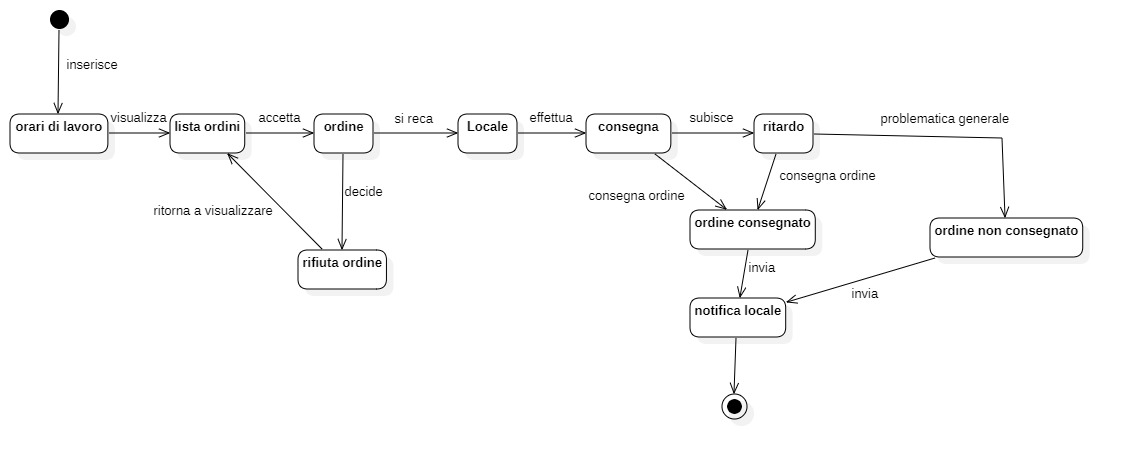 inserisce
orari di lavoro
visualizza
lista ordini
accetta
ordine
si reca
Locale
effettua
consegna
subisce
ritardo
problematica generale
decide
consegna ordine
consegna ordine
ritorna a visualizzare
rifiuta ordine
ordine consegnato
ordine non consegnato
invia
invia
notifica locale